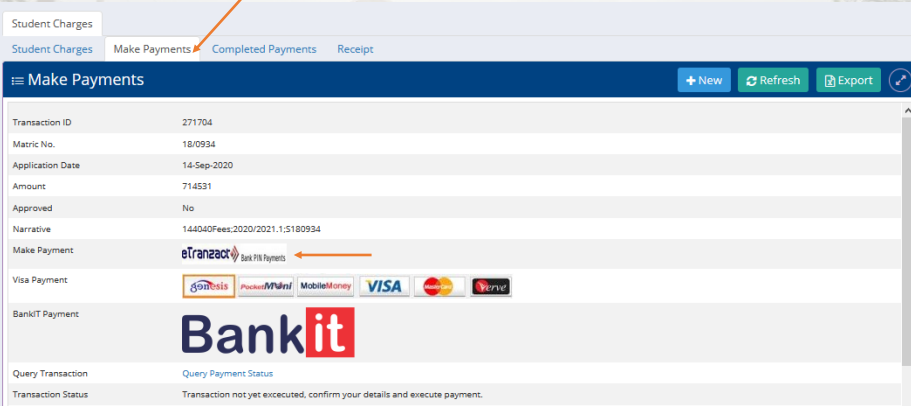 Student Charges
Student Charges Make Payments Completed Payments Receipt
Make Payments New Refresh Export
Transaction ID 271704
Matric No. 18/0934
Application Date 14-Sep-2020
Amount 714531
Approved No
Narrative 144040Fees;2020/2021.1;S180934
Make Payment eTranzact Bank PIN Payments
Visa Payment genesis PocketMoni MobileMoney VISA MasterCard Verve
BankIT Payment Bankit
Query Transaction Query Payment Status
Transaction Status Transaction not yet excecuted, confirm your details and execute payment.